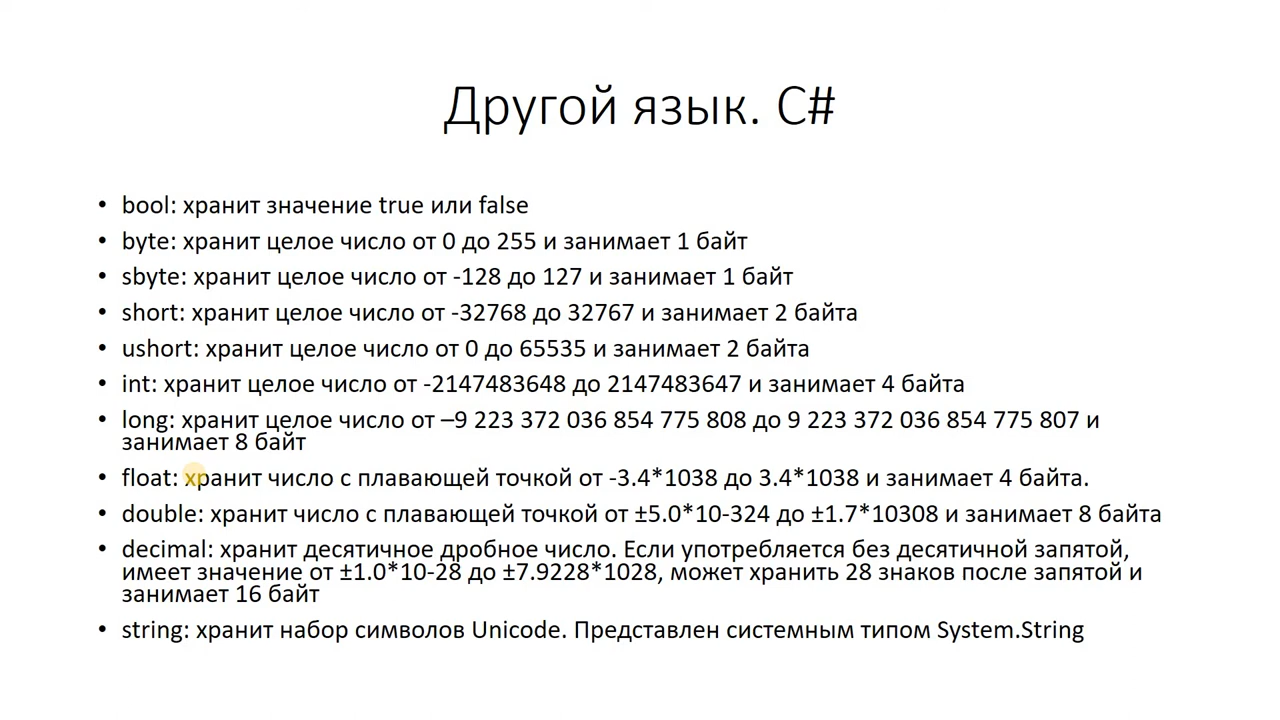 Другой язык. C#
• bool: хранит значение true или false
• byte: хранит целое число от 0 до 255 и занимает 1 байт
• sbyte: хранит целое число от -128 до 127 и занимает 1 байт
• short: хранит целое число от -32768 до 32767 и занимает 2 байта
• ushort: хранит целое число от 0 до 65535 и занимает 2 байта
• int: хранит целое число от -2147483648 до 2147483647 и занимает 4 байта
• long: хранит целое число от –9 223 372 036 854 775 808 до 9 223 372 036 854 775 807 и
занимает 8 байт
• float: хранит число с плавающей точкой от -3.4*1038 до 3.4*1038 и занимает 4 байта.
• double: хранит число с плавающей точкой от ±5.0*10-324 до ±1.7*10308 и занимает 8 байта
• decimal: хранит десятичное дробное число. Если употребляется без десятичной запятой,
имеет значение от ±1.0*10-28 до ±7.9228*1028, может хранить 28 знаков после запятой и
занимает 16 байт
• string: хранит набор символов Unicode. Представлен системным типом System.String